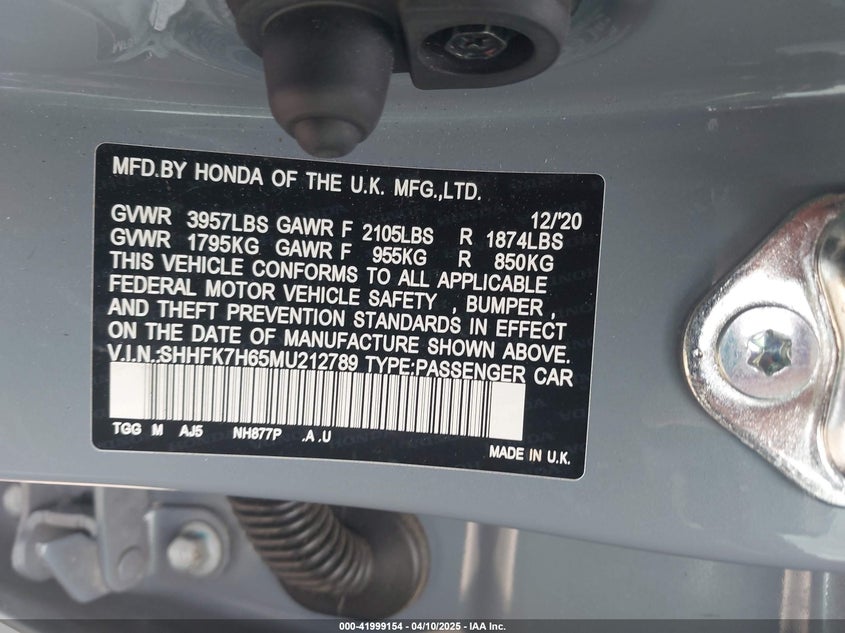 MFD.BY HONDA OF THE U.K. MFG.,LTD.
12/'20
GVWR 3957LBS GAWR F 2105LBS R 1874LBS
GVWR 1795KG GAWR F 955KG R 850KG
THIS VEHICLE CONFORMS TO ALL APPLICABLE
FEDERAL MOTOR VEHICLE SAFETY , BUMPER ,
AND THEFT PREVENTION STANDARDS IN EFFECT
ON THE DATE OF MANUFACTURE SHOWN ABOVE.
V.I.N.:SHHFK7H65MU212789 TYPE:PASSENGER CAR
TGG M AJ5 NH877P .A .U
MADE IN U.K.
000-41999154 - 04/10/2025 - IAA Inc.